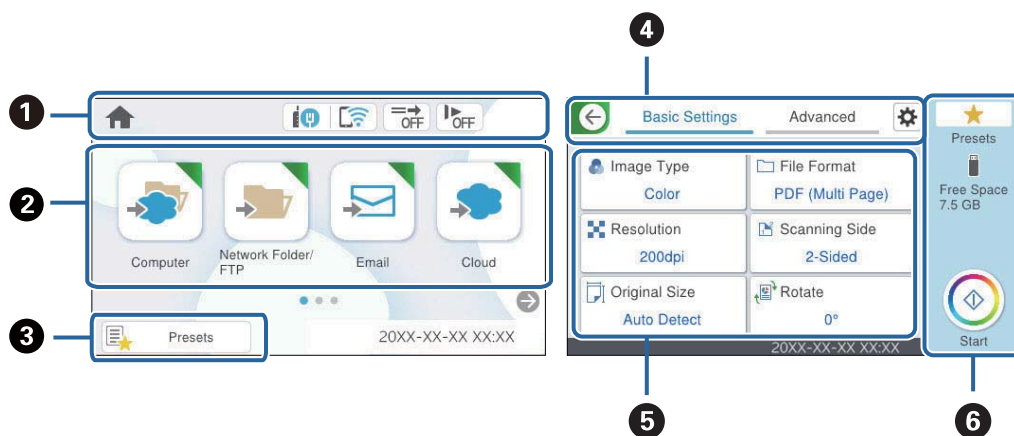 4
1
OFF
OFF
2
Computer
Network Folder/
FTP
Email
Cloud
3
Presets
20XX-XX-XX XX:XX
Basic Settings
Advanced
Image Type
Color
File Format
PDF (Multi Page)
Resolution
200dpi
Scanning Side
2-Sided
Original Size
Auto Detect
Rotate
0°
20XX-XX-XX XX:XX
Presets
Free Space
7.5 GB
Start
5
6